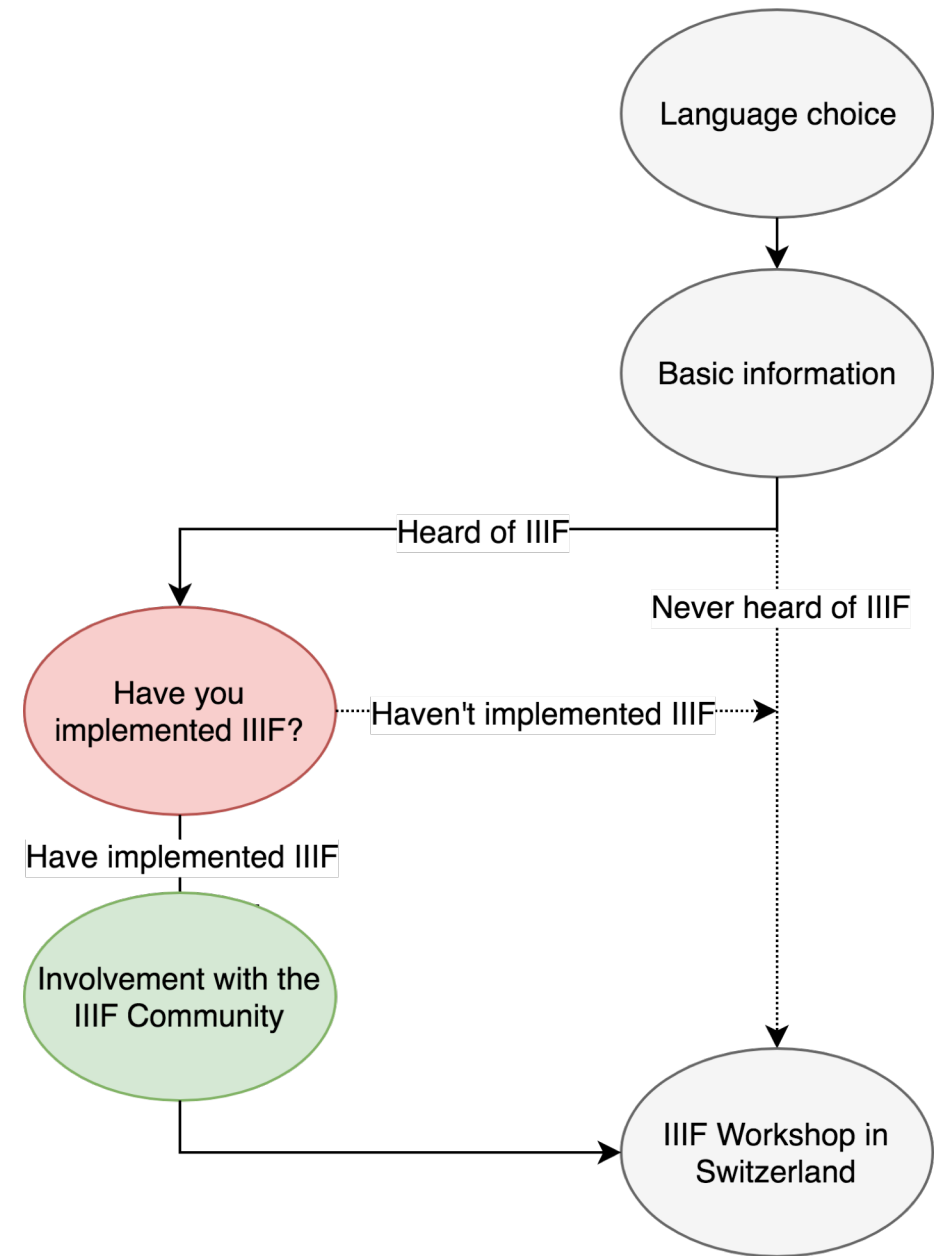 Language choice
Basic information
Heard of IIIF
Never heard of IIIF
Have you
implemented IIIF?
Haven't implemented IIIF
Have implemented IIIF
Involvement with the
IIIF Community
IIIF Workshop in
Switzerland